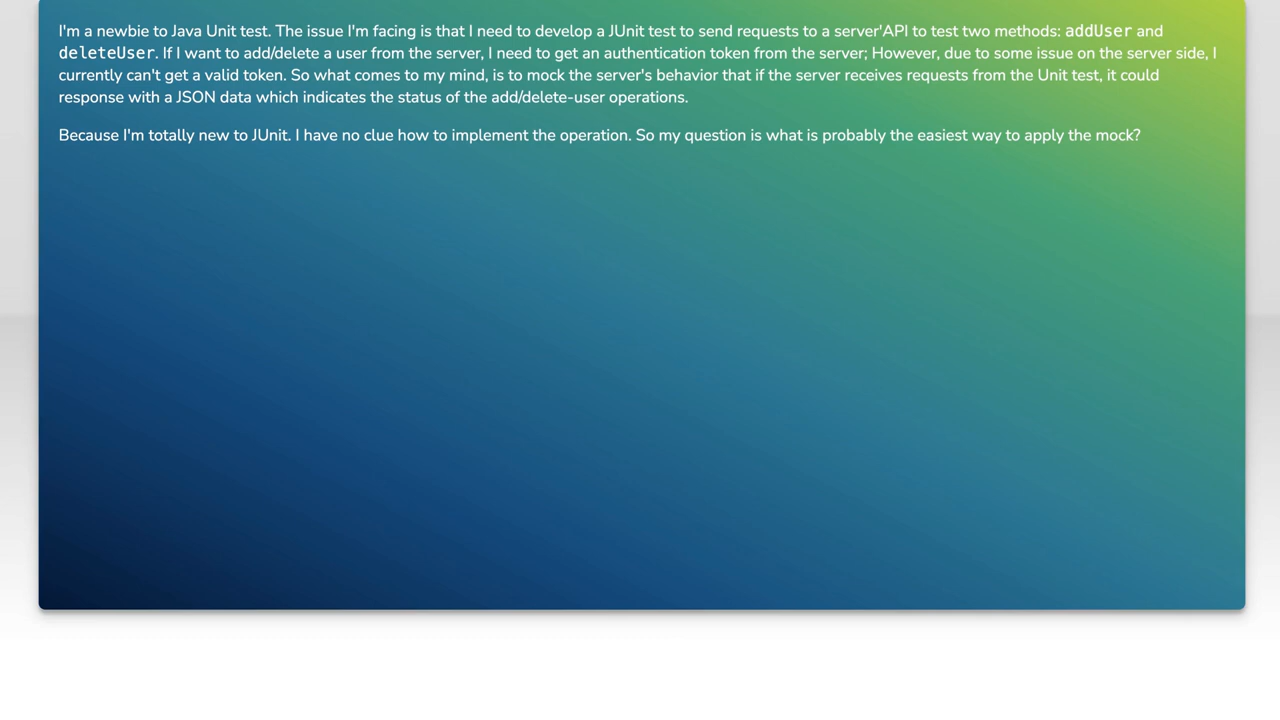 I'm a newbie to Java Unit test. The issue I'm facing is that I need to develop a JUnit test to send requests to a server'API to test two methods: addUser and
deleteUser. If I want to add/delete a user from the server, I need to get an authentication token from the server; However, due to some issue on the server side, I
currently can't get a valid token. So what comes to my mind, is to mock the server's behavior that if the server receives requests from the Unit test, it could
response with a JSON data which indicates the status of the add/delete-user operations.
Because I'm totally new to JUnit. I have no clue how to implement the operation. So my question is what is probably the easiest way to apply the mock?